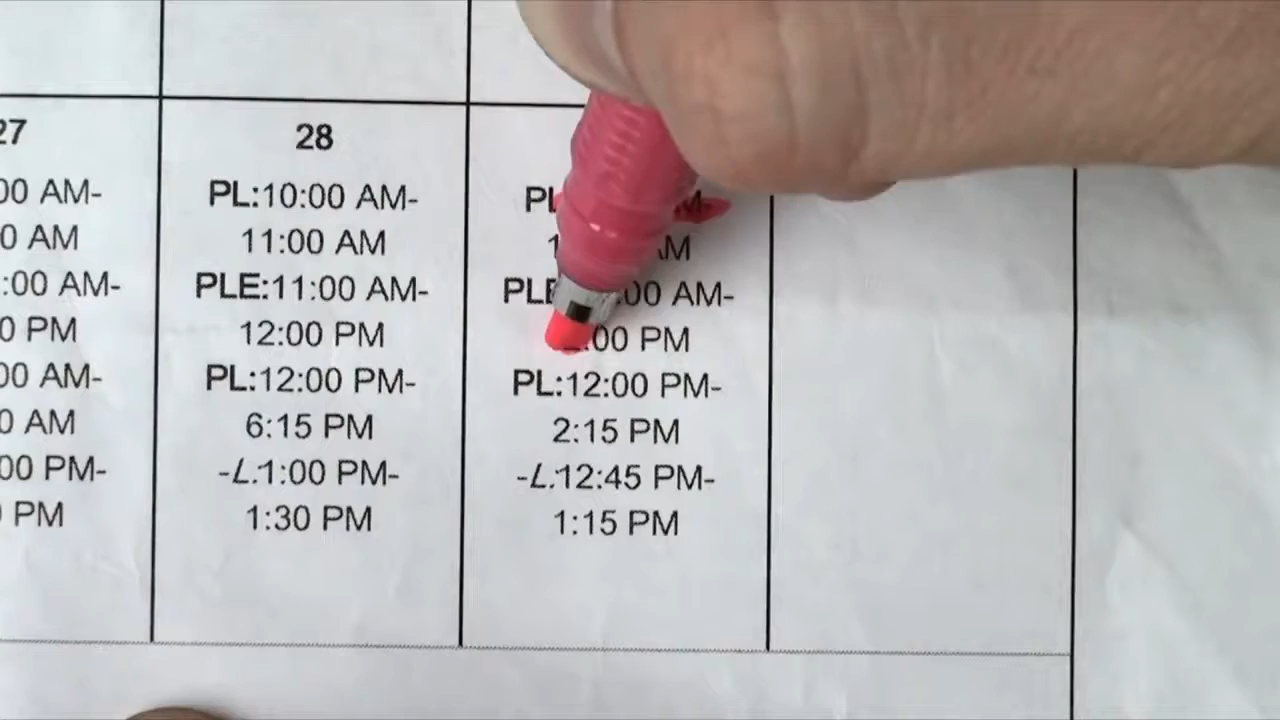 27
00 AM-
0 AM
:00 AM-
0 PM
00 AM-
0 AM
00 PM-
PM
28
PL:10:00 AM-
11:00 AM
PLE:11:00 AM-
12:00 PM
PL:12:00 PM-
6:15 PM
-L:1:00 PM-
1:30 PM
PL
AM
:00 AM-
:00 PM
PL:12:00 PM-
2:15 PM
-L:12:45 PM-
1:15 PM